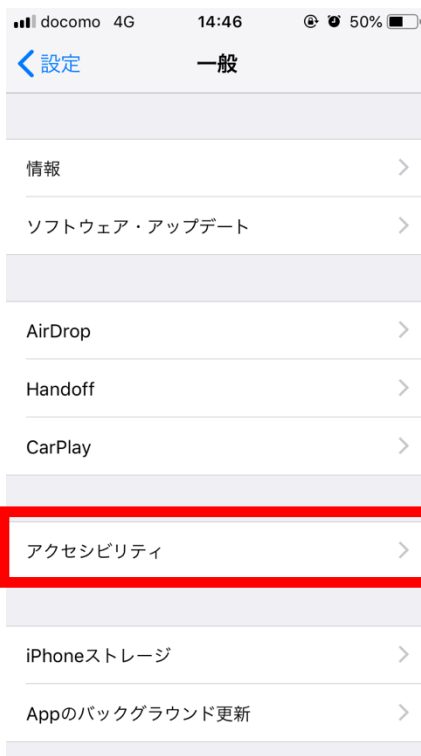 docomo 4G 14:46 50%
設定 一般
情報
ソフトウェア・アップデート
AirDrop
Handoff
CarPlay
アクセシビリティ
iPhoneストレージ
Appのバックグラウンド更新